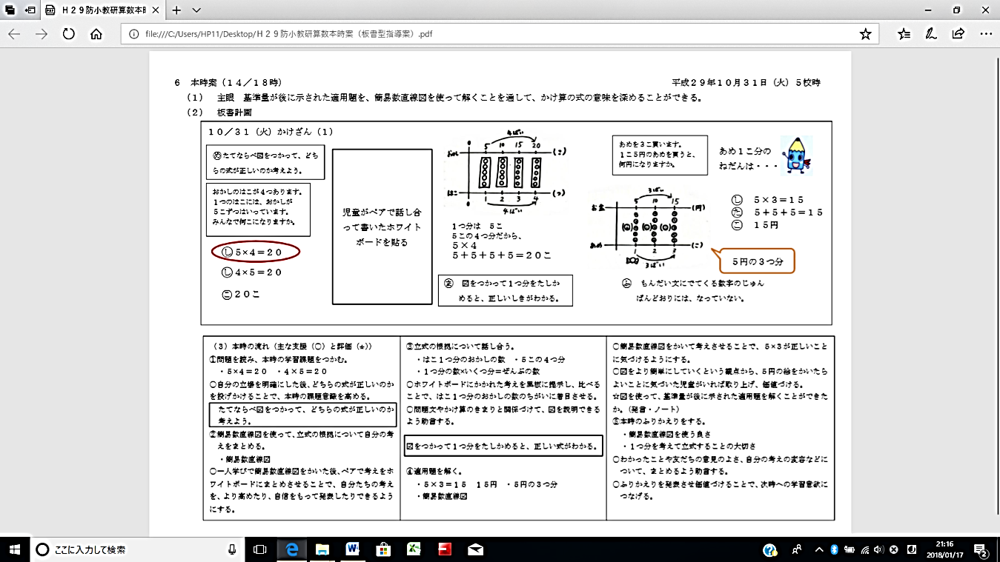 Ｈ２９防小教研算数本時
file:///C:/Users/HP11/Desktop/Ｈ２９防小教研算数本時案（板書型指導案）.pdf
６　本時案（１４／１８時）
平成２９年１０月３１日（火）５校時
（１）　主眼　基準量が後に示された適用題を、簡易数直線図を使って解くことを通して、かけ算の式の意味を深めることができる。
（２）　板書計画
１０／３１（火）かけざん（１）
たてならべ図をつかって、どち
らの式が正しいのか考えよう。
おかしのはこが４つあります。
１つのはこには、おかしが
５こずつはいっています。
みんなで何こになりますか。
し ５×４＝２０
し ４×５＝２０
こ ２０こ
児童がペアで話し合
って書いたホワイト
ボードを貼る
4ばい
0 5 10 15 20
おかし (こ)
はこ (つ)
0 1 2 3 4
4ばい
１つ分は　５こ
５この４つ分だから、
５×４
５＋５＋５＋５＝２０こ
ま　図をつかって１つ分をたしか
めると、正しいしきがわかる。
あめを３こ買います。
１こ５円のあめを買うと、
何円になりますか。
あめ１こ分の
ねだんは・・・
3ばい
5 10 15
お金 (円)
あめ (こ)
1 2 3
3ばい
し　５×３＝１５
た　５＋５＋５＝１５
こ　１５円
５円の３つ分
ふ　もんだい文にでてくる数字のじゅん
ばんどおりには、なっていない。
（３）本時の流れ（主な支援（○）と評価（☆））
①問題を読み、本時の学習課題をつかむ。
・５×４＝２０　・４×５＝２０
○自分の立場を明確にした後、どちらの式が正しいのか
を投げかけることで、本時の課題意識を高める。
たてならべ図をつかって、どちらの式が正しいのか
考えよう。
②簡易数直線図を使って、立式の根拠について自分の考
えをまとめる。
・簡易数直線図
○一人学びで簡易数直線図をかいた後、ペアで考えをホ
ワイトボードにまとめさせることで、自分たちの考え
を、より高めたり、自信をもって発表したりできるよう
にする。
③立式の根拠について話し合う。
・はこ１つ分のおかしの数　・５この４つ分
・１つ分の数×いくつ分＝ぜんぶの数
○ホワイトボードにかかれた考えを黒板に掲示し、比べる
ことで、はこ１つ分のおかしの数のちがいに着目させる。
○問題文やかけ算のきまりと関係づけて、図を説明できる
よう助言する。
図をつかって１つ分をたしかめると、正しい式がわかる。
④適用題を解く。
・５×３＝１５　１５円　・５円の３つ分
・簡易数直線図
○簡易数直線図をかいて考えさせることで、５×３が正しいこと
に気づけるようにする。
○図をより簡単にしていくという観点から、５円の絵をかいたら
よいことに気づいた児童がいれば取り上げ、価値づける。
☆図を使って、基準量が後に示された適用題を解くことができた
か。（発言・ノート）
⑤本時のふりかえりをする。
・簡易数直線図を使う良さ
・１つ分を考えて立式することの大切さ
○わかったことや友だちの意見のよさ、自分の考えの変容などに
ついて、まとめるよう助言する。
○ふりかえりを発表させ価値づけることで、次時への学習意欲に
つなげる。
ここに入力して検索
21:16
2018/01/17
2